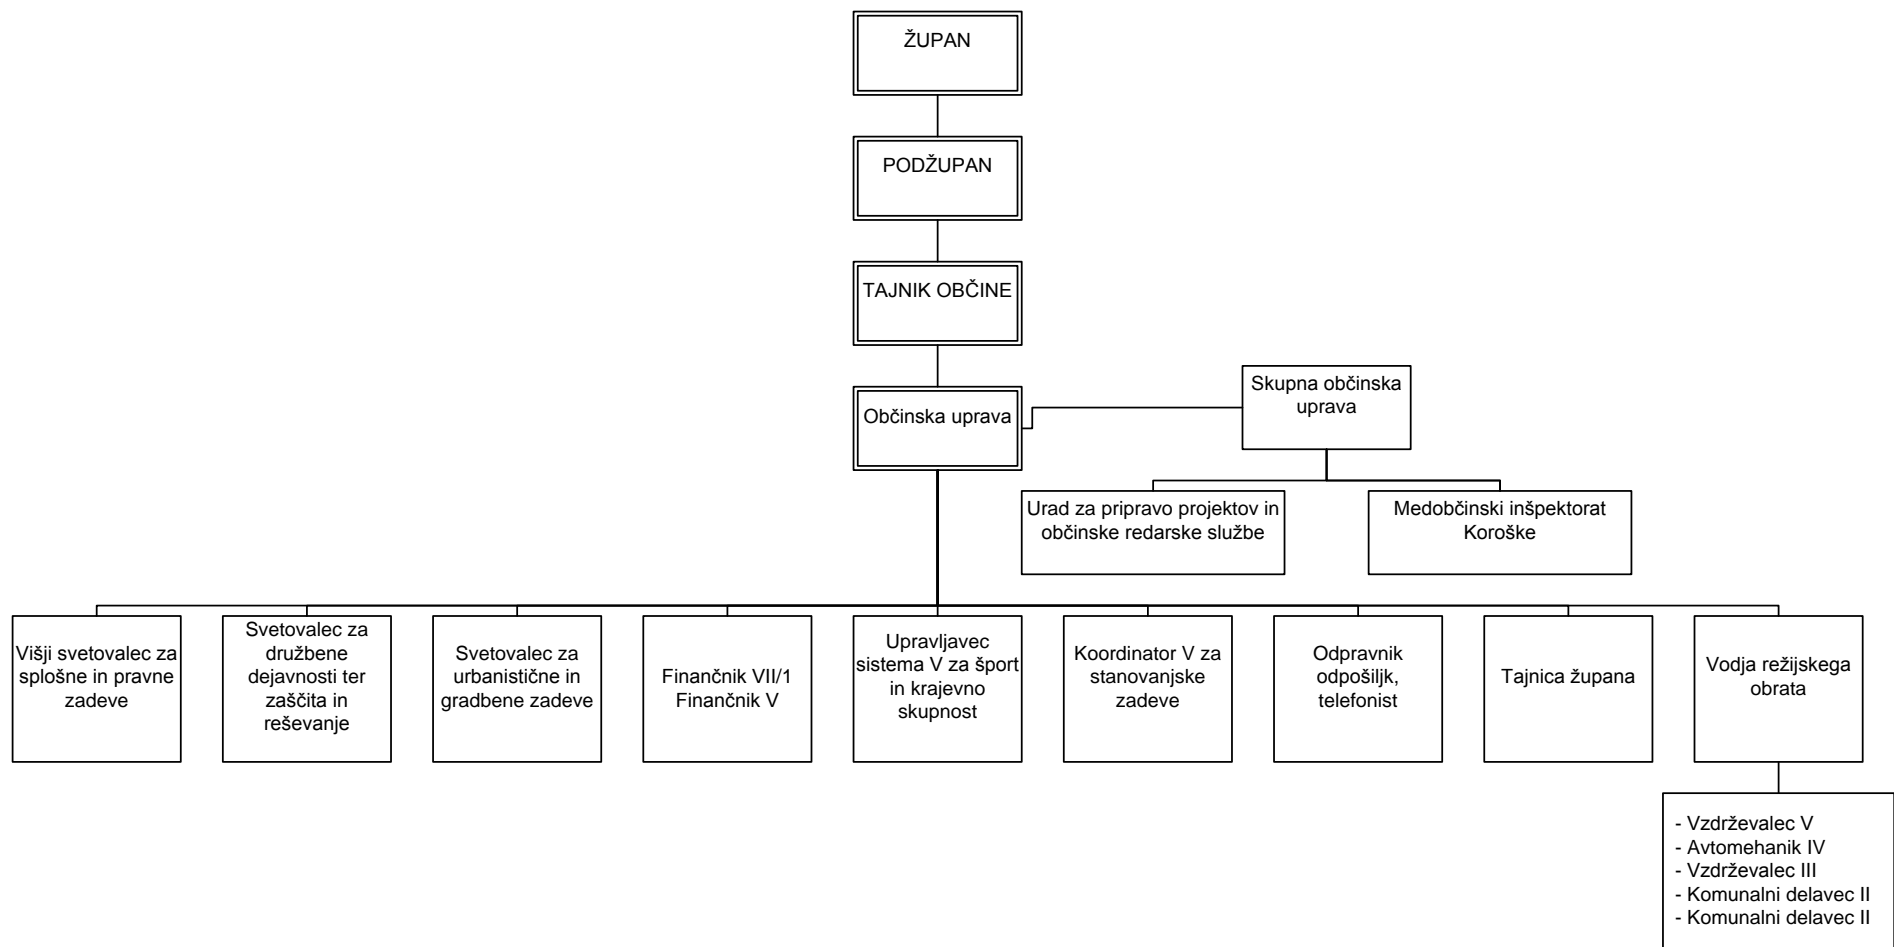 ŽUPAN
PODŽUPAN
TAJNIK OBČINE
Občinska uprava
Skupna občinska
uprava
Urad za pripravo projektov in
občinske redarske službe
Medobčinski inšpektorat
Koroške
Višji svetovalec za
splošne in pravne
zadeve
Svetovalec za
družbene
dejavnosti ter
zaščita in
reševanje
Svetovalec za
urbanistične in
gradbene zadeve
Finančnik VII/1
Finančnik V
Upravljavec
sistema V za šport
in krajevno
skupnost
Koordinator V za
stanovanjske
zadeve
Odpravnik
odpošiljk,
telefonist
Tajnica župana
Vodja režijskega
obrata
- Vzdrževalec V
- Avtomehanik IV
- Vzdrževalec III
- Komunalni delavec II
- Komunalni delavec II